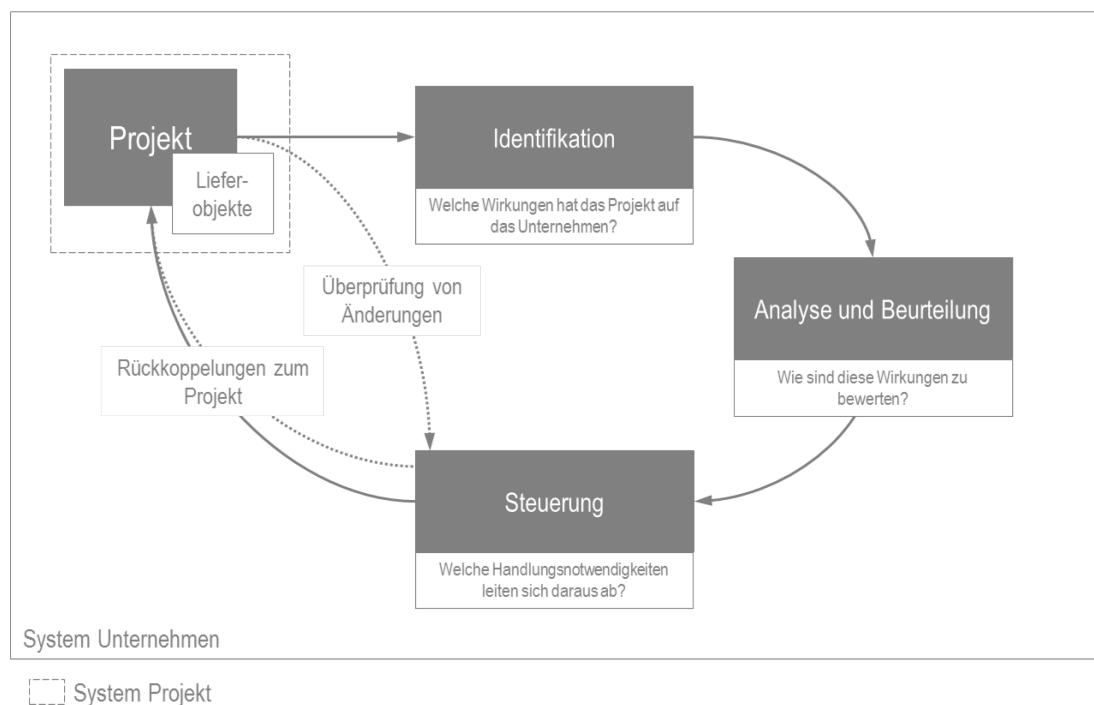 Projekt
Liefer-
objekte
Identifikation
Welche Wirkungen hat das Projekt auf
das Unternehmen?
Analyse und Beurteilung
Wie sind diese Wirkungen zu
bewerten?
Überprüfung von
Änderungen
Rückkoppelungen zum
Projekt
Steuerung
Welche Handlungsnotwendigkeiten
leiten sich daraus ab?
System Unternehmen
System Projekt